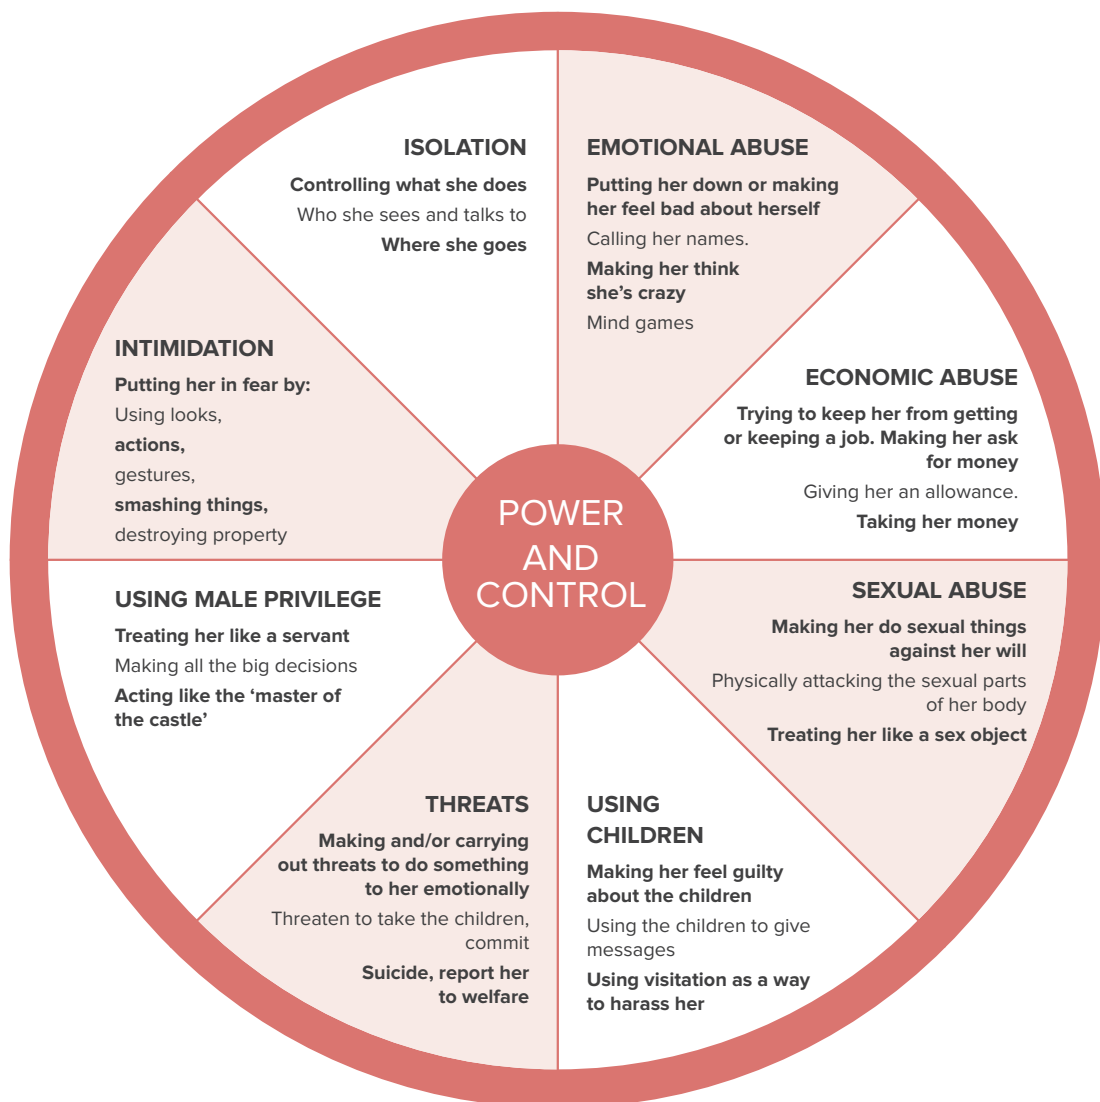 ISOLATION
Controlling what she does
Who she sees and talks to
Where she goes
EMOTIONAL ABUSE
Putting her down or making
her feel bad about herself
Calling her names.
Making her think
she’s crazy
Mind games
INTIMIDATION
Putting her in fear by:
Using looks,
actions,
gestures,
smashing things,
destroying property
ECONOMIC ABUSE
Trying to keep her from getting
or keeping a job. Making her ask
for money
Giving her an allowance.
Taking her money
POWER
AND
CONTROL
USING MALE PRIVILEGE
Treating her like a servant
Making all the big decisions
Acting like the ‘master of
the castle’
SEXUAL ABUSE
Making her do sexual things
against her will
Physically attacking the sexual parts
of her body
Treating her like a sex object
THREATS
Making and/or carrying
out threats to do something
to her emotionally
Threaten to take the children,
commit
Suicide, report her
to welfare
USING
CHILDREN
Making her feel guilty
about the children
Using the children to give
messages
Using visitation as a way
to harass her